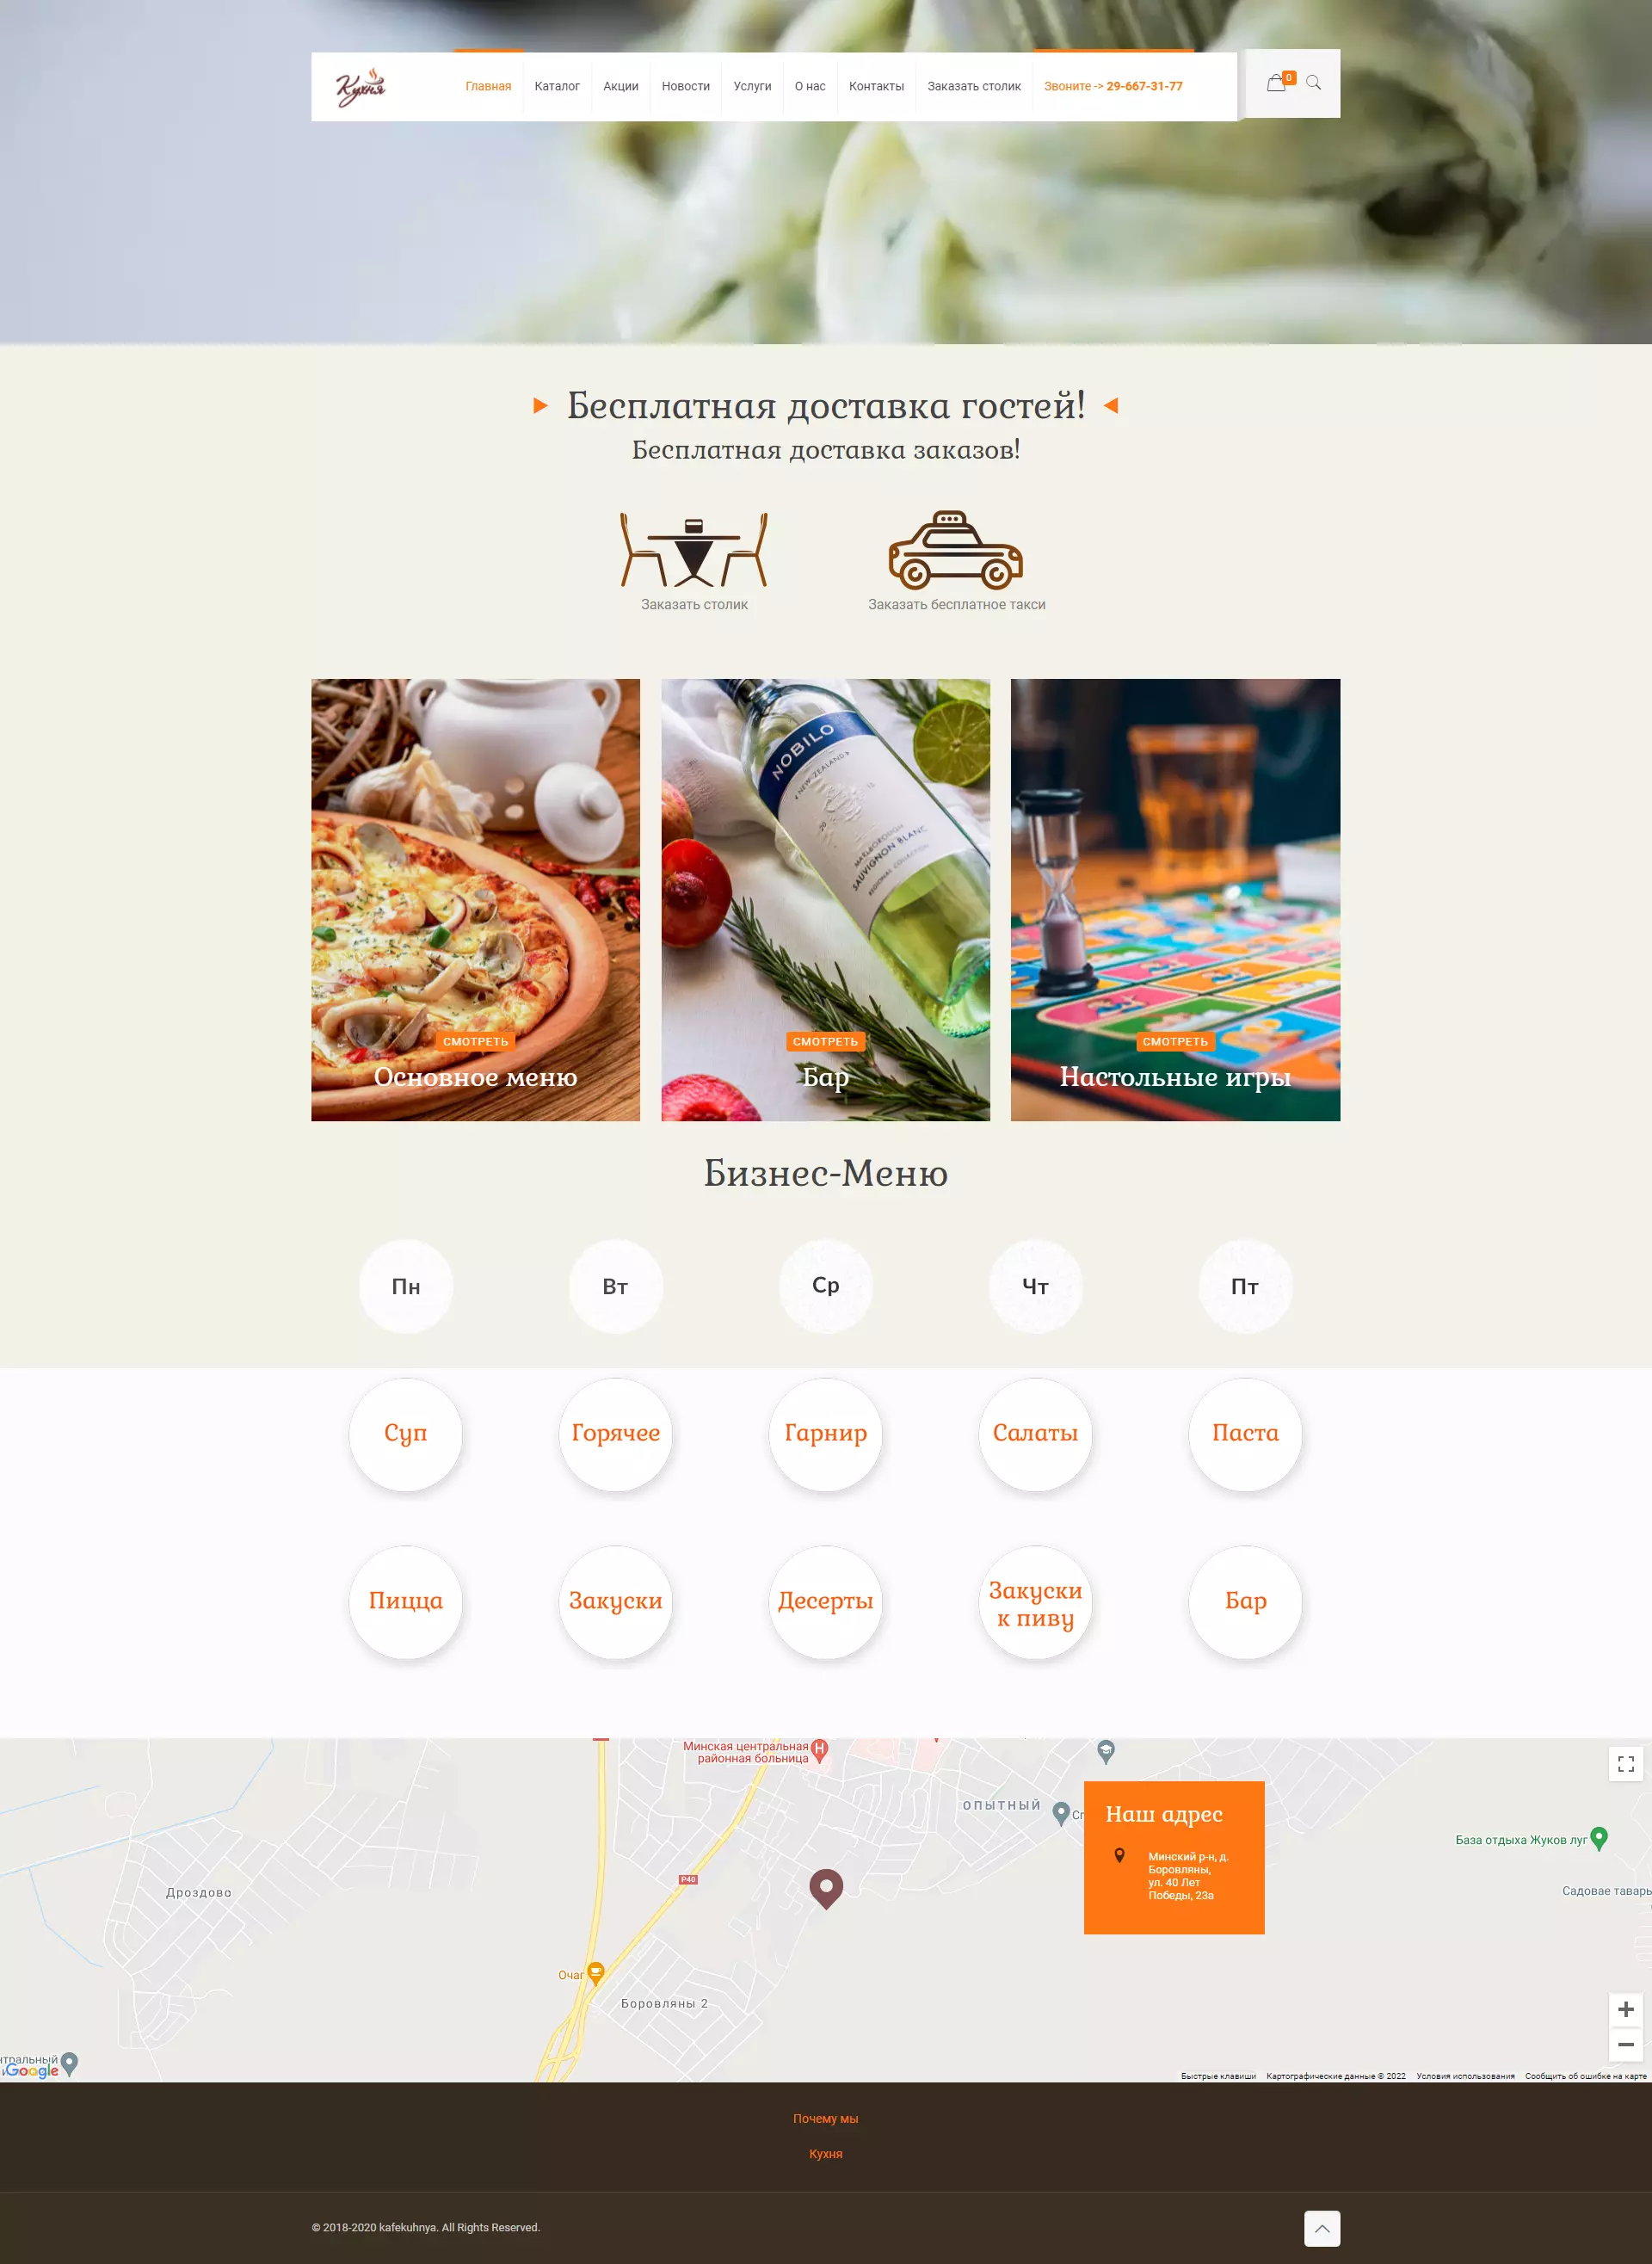 Кухня
Главная
Каталог
Акции
Новости
Услуги
О нас
Контакты
Заказать столик
Звоните -> 29-667-31-77
0
Бесплатная доставка гостей!
Бесплатная доставка заказов!
Заказать столик
Заказать бесплатное такси
СМОТРЕТЬ
Основное меню
NOBILO
NEW ZEALAND
20
MARLBOROUGH
SAUVIGNON BLANC
REGIONAL COLLECTION
СМОТРЕТЬ
Бар
СМОТРЕТЬ
Настольные игры
Бизнес-Меню
Пн
Вт
Ср
Чт
Пт
Суп
Горячее
Гарнир
Салаты
Паста
Пицца
Закуски
Десерты
Закуски
к пиву
Бар
Минская центральная
районная больница
H
ОПЫТНЫЙ
База отдыха Жуков луг
Дроздово
P40
Наш адрес
Минский р-н, д.
Боровляны,
ул. 40 Лет
Победы, 23а
Очаг
Боровляны 2
Google
Быстрые клавиши
Картографические данные © 2022
Условия использования
Сообщить об ошибке на карте
Почему мы
Кухня
© 2018-2020 kafekuhnya. All Rights Reserved.